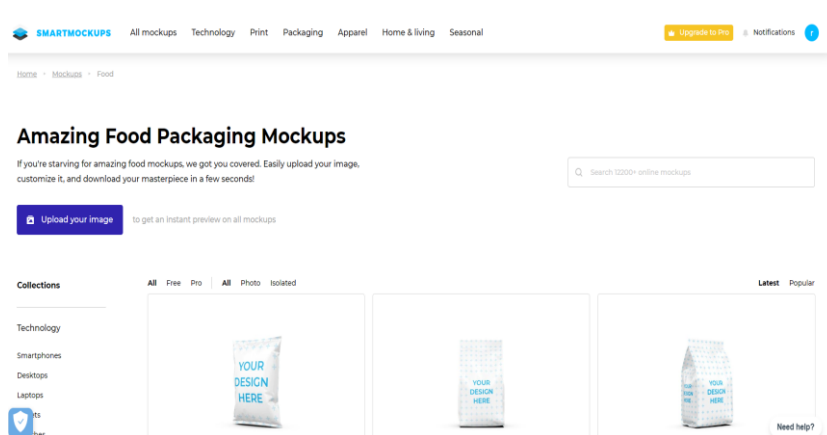 SMARTMOCKUPS All mockups Technology Print Packaging Apparel Home & living Seasonal Upgrade to Pro Notifications r
Home Mockups Food
Amazing Food Packaging Mockups
If you're starving for amazing food mockups, we got you covered. Easily upload your image,
customize it, and download your masterpiece in a few seconds!
Search 12200+ online mockups
Upload your image to get an instant preview on all mockups
Collections All Free Pro All Photo Isolated Latest Popular
Technology
Smartphones
Desktops
Laptops
YOUR
DESIGN
HERE
YOUR
DESIGN
HERE
YOUR
DESIGN
HERE
Need help?